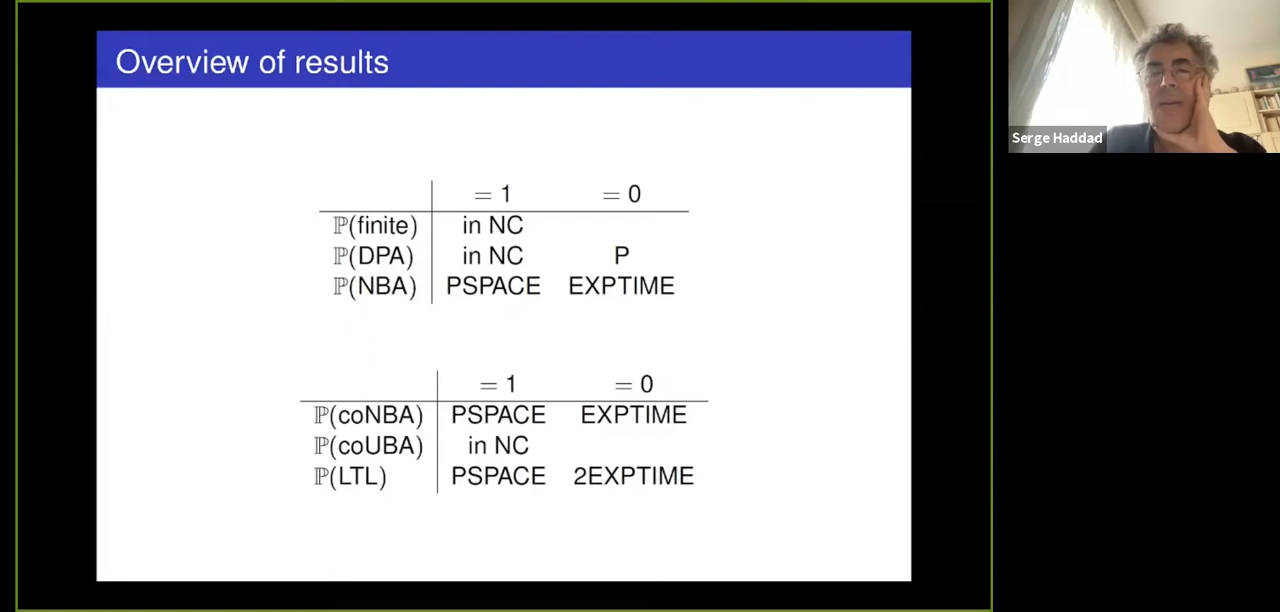 Overview of results
= 1 = 0
ℙ(finite) in NC
ℙ(DPA) in NC P
ℙ(NBA) PSPACE EXPTIME
= 1 = 0
ℙ(coNBA) PSPACE EXPTIME
ℙ(coUBA) in NC
ℙ(LTL) PSPACE 2EXPTIME
Serge Haddad